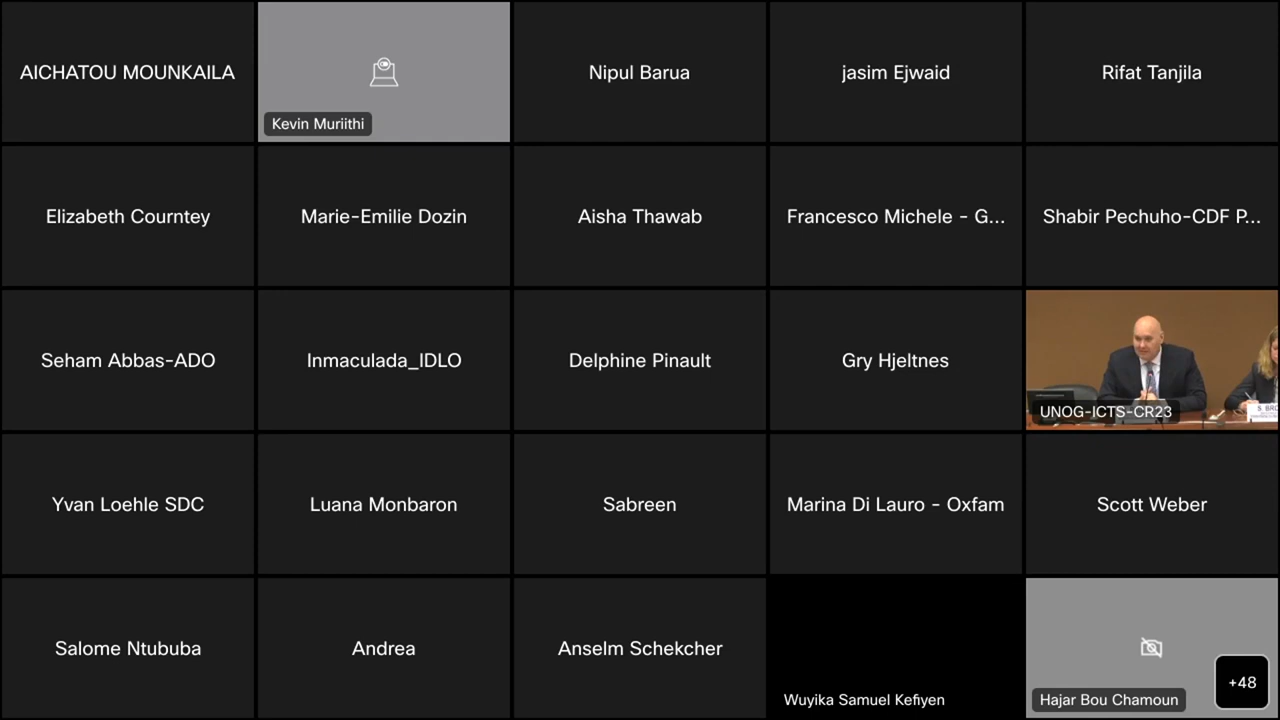 AICHATOU MOUNKAILA
Kevin Muriithi
Nipul Barua
jasim Ejwaid
Rifat Tanjila
Elizabeth Courntey
Marie-Emilie Dozin
Aisha Thawab
Francesco Michele - G...
Shabir Pechuho-CDF P...
Seham Abbas-ADO
Inmaculada_IDLO
Delphine Pinault
Gry Hjeltnes
UNOG-ICTS-CR23
Yvan Loehle SDC
Luana Monbaron
Sabreen
Marina Di Lauro - Oxfam
Scott Weber
Salome Ntububa
Andrea
Anselm Schekcher
Wuyika Samuel Kefiyen
Hajar Bou Chamoun
+48